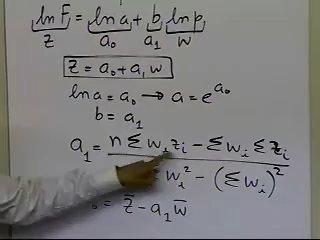 ln F = ln a + b ln p
z a₀ a₁ w
z = a₀ + a₁ w
ln a = a₀ → a = e^{a₀}
b = a₁
a₁ = n Σ wᵢ zᵢ − Σ wᵢ Σ zᵢ
Σ wᵢ² − (Σ wᵢ)²
= z̄ − a₁ w̄